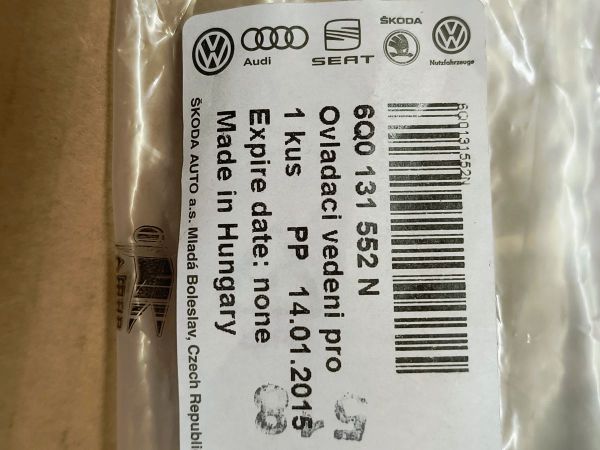 Audi
SEAT
ŠKODA
Nutzfahrzeuge
6Q0131552N
6Q0 131 552 N
Ovladaci vedeni pro
1 kus PP 14.01.2015
Expire date: none
Made in Hungary
ŠKODA AUTO a.s. Mladá Boleslav, Czech Republi